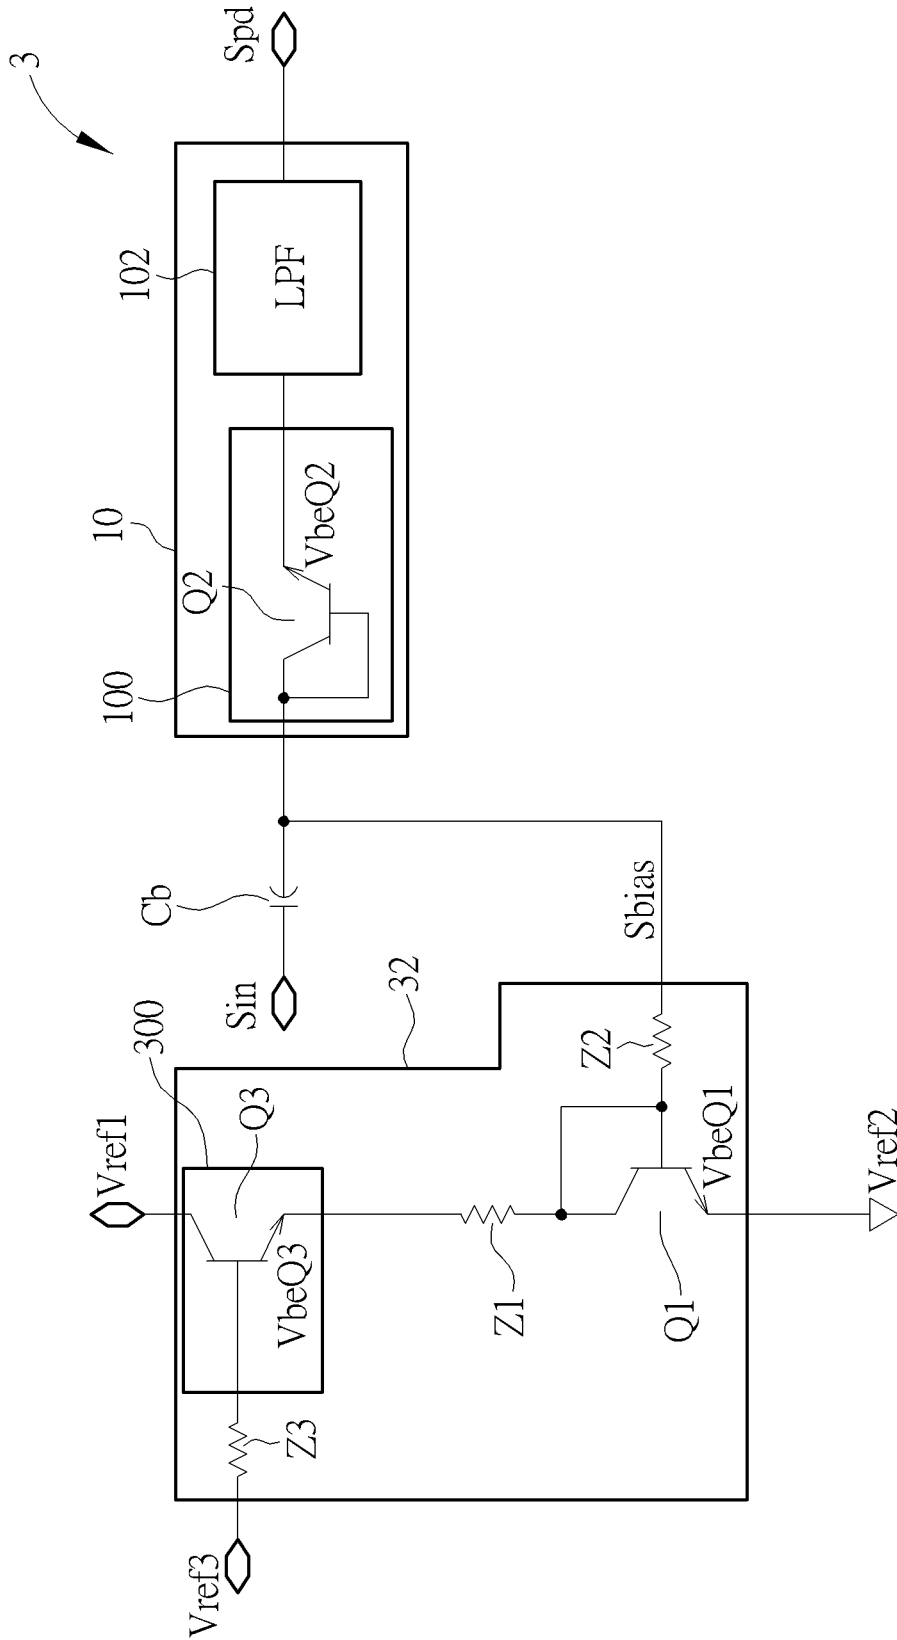 3
Spd
102
LPF
10
100
Q2
VbeQ2
Cb
Sin
Sbias
32
300
Vref1
Q3
VbeQ3
Z3
Vref3
Z1
Z2
VbeQ1
Q1
Vref2